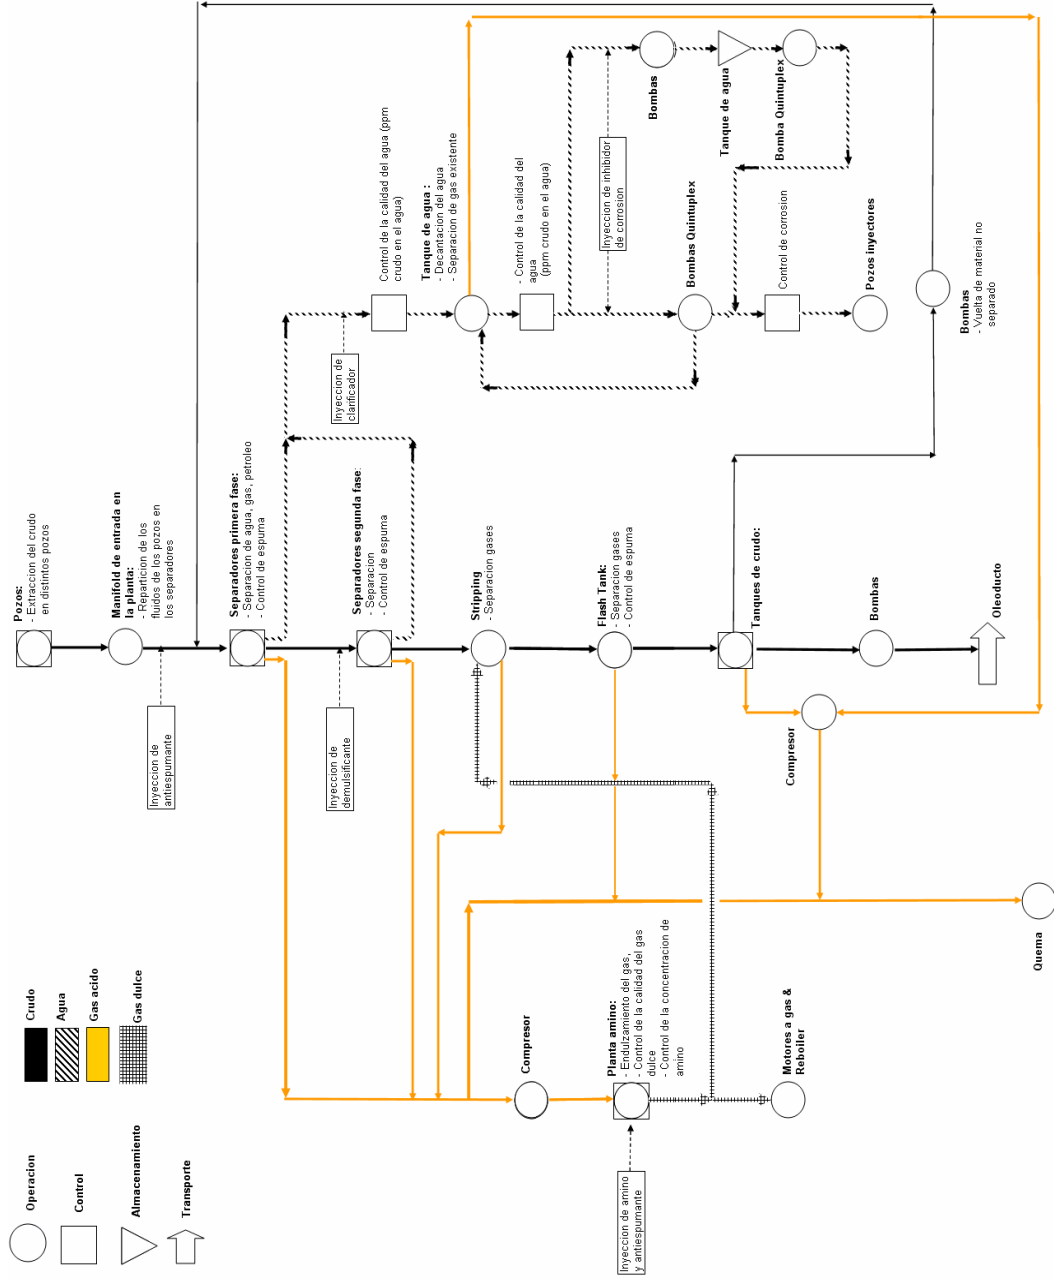 Pozos:
- Extraccion del crudo
en distintos pozos
Manifold de entrada en
la planta:
- Reparticion de los
fluidos de los pozos en
los separadores
Inyeccion de
antiespumante
Separadores primera fase:
- Separacion de agua, gas, petroleo
- Control de espuma
Inyeccion de
demulsificante
Separadores segunda fase:
- Separacion
- Control de espuma
Stripping
- Separacion gases
Flash Tank:
- Separacion gases
- Control de espuma
Tanques de crudo:
Bombas
Oleoducto
Inyeccion de
clarificador
Control de la calidad del agua (ppm
crudo en el agua)
Tanque de agua :
- Decantacion del agua
- Separacion de gas existente
- Control de la calidad del
agua
(ppm crudo en el agua)
Inyeccion de inhibidor
de corrosion
Bombas
Tanque de agua
Bomba Quintuplex
Bombas Quintuplex
Control de corrosion
Pozos inyectores
Bombas
- Vuelta de material no
separado
Compresor
Quema
Compresor
Planta amino:
- Endulzamiento del gas,
- Control de la calidad del gas
dulce
- Control de la concentracion de
amino
Inyeccion de amino
y antiespumante
Motores a gas &
Reboiler
Crudo
Agua
Gas acido
Gas dulce
Operacion
Control
Almacenamiento
Transporte